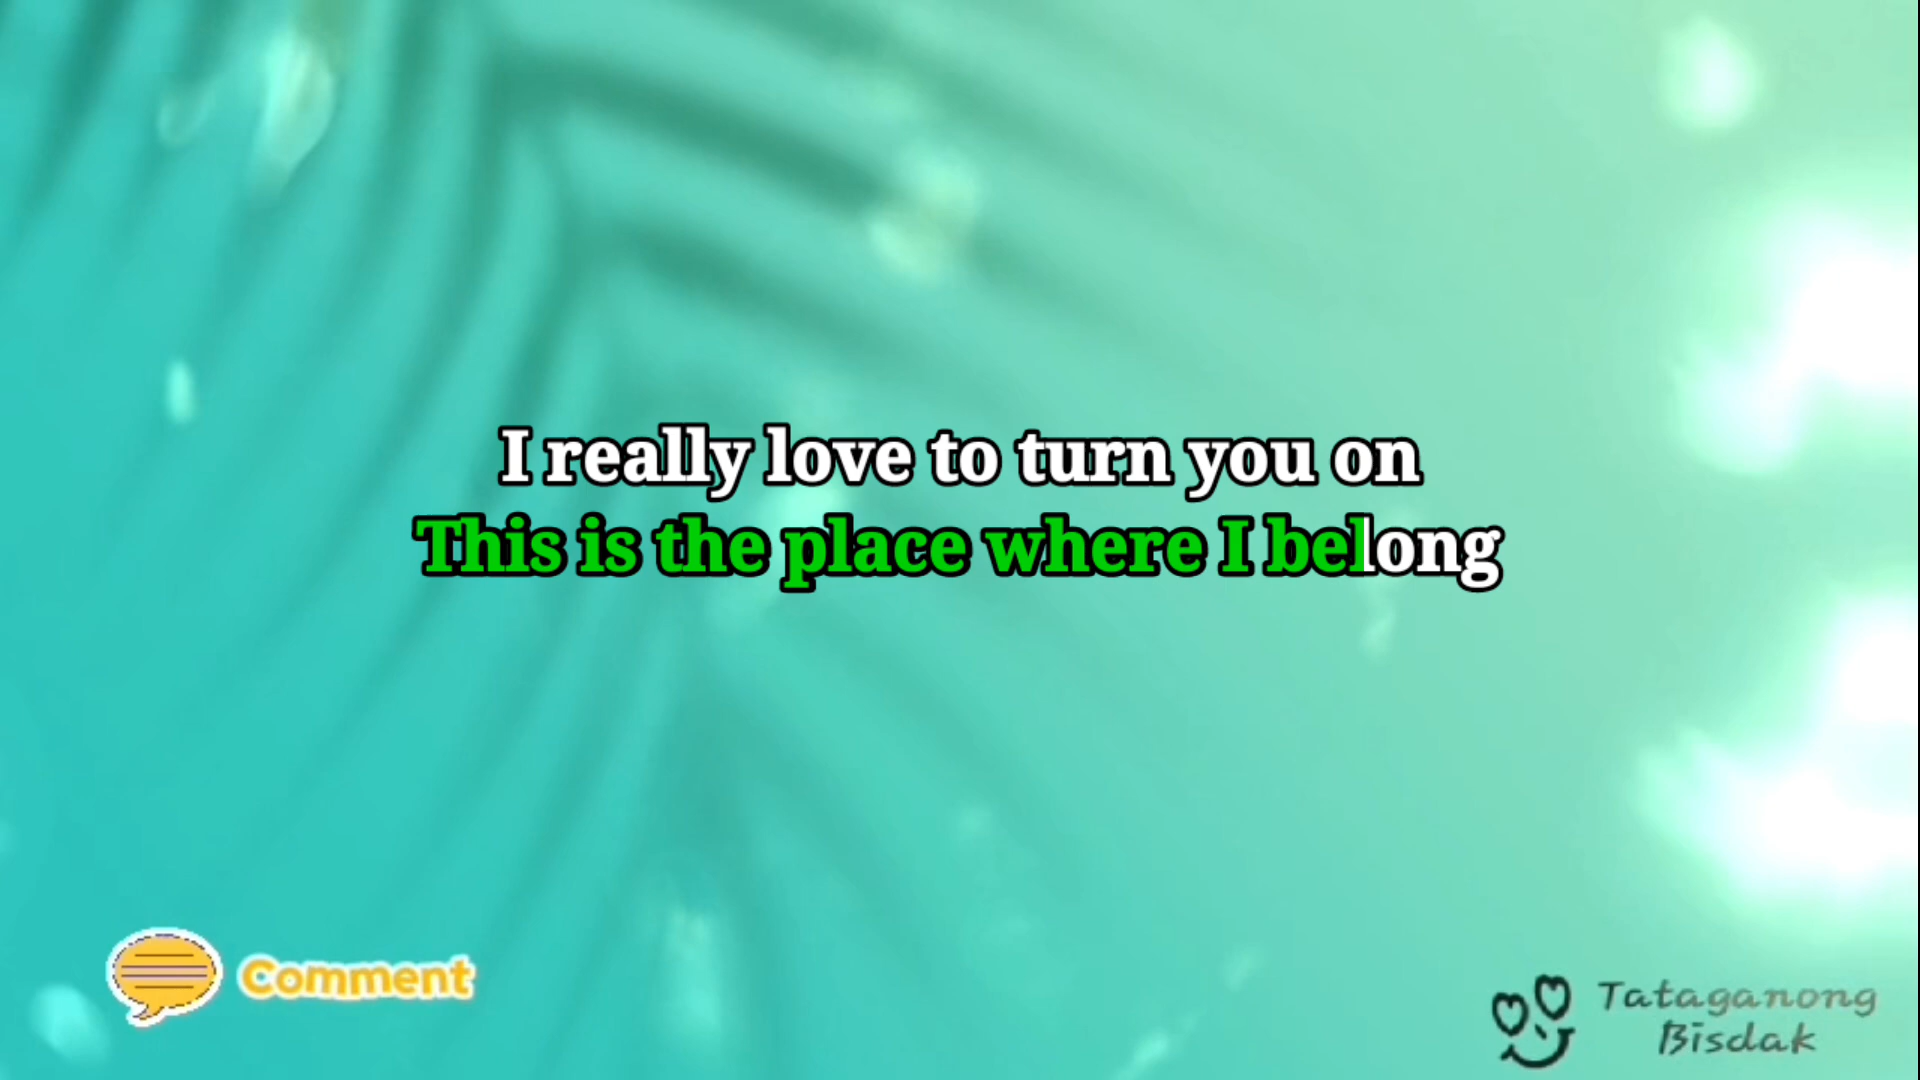 I really love to turn you on
This is the place where I belong
Comment
Tataganong
Bisdak